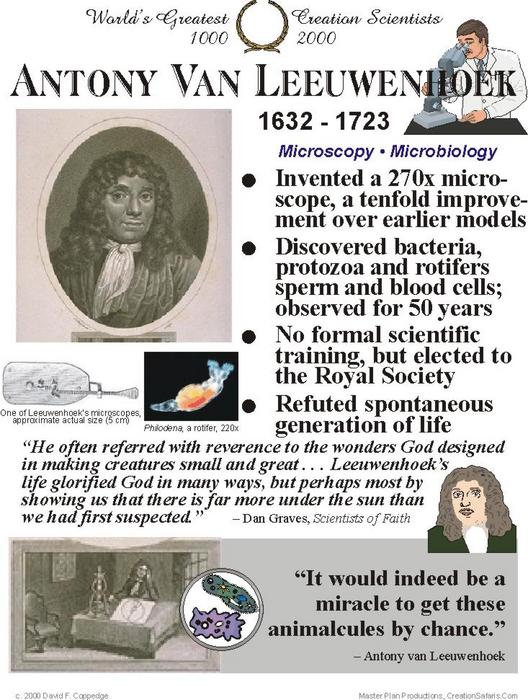 World's Greatest Creation Scientists
1000 2000
ANTONY VAN LEEUWENHOEK
1632 - 1723
Microscopy • Microbiology
● Invented a 270x micro-
scope, a tenfold improve-
ment over earlier models
● Discovered bacteria,
protozoa and rotifers
sperm and blood cells;
observed for 50 years
● No formal scientific
training, but elected to
the Royal Society
● Refuted spontaneous
generation of life
One of Leeuwenhoek's microscopes,
approximate actual size (5 cm)
Philodena, a rotifer, 220x
“He often referred with reverence to the wonders God designed
in making creatures small and great . . . Leeuwenhoek's
life glorified God in many ways, but perhaps most by
showing us that there is far more under the sun than
we had first suspected.” – Dan Graves, Scientists of Faith
“It would indeed be a
miracle to get these
animalcules by chance.”
– Antony van Leeuwenhoek
c. 2000 David F. Coppedge
Master Plan Productions, CreationSafaris.Com